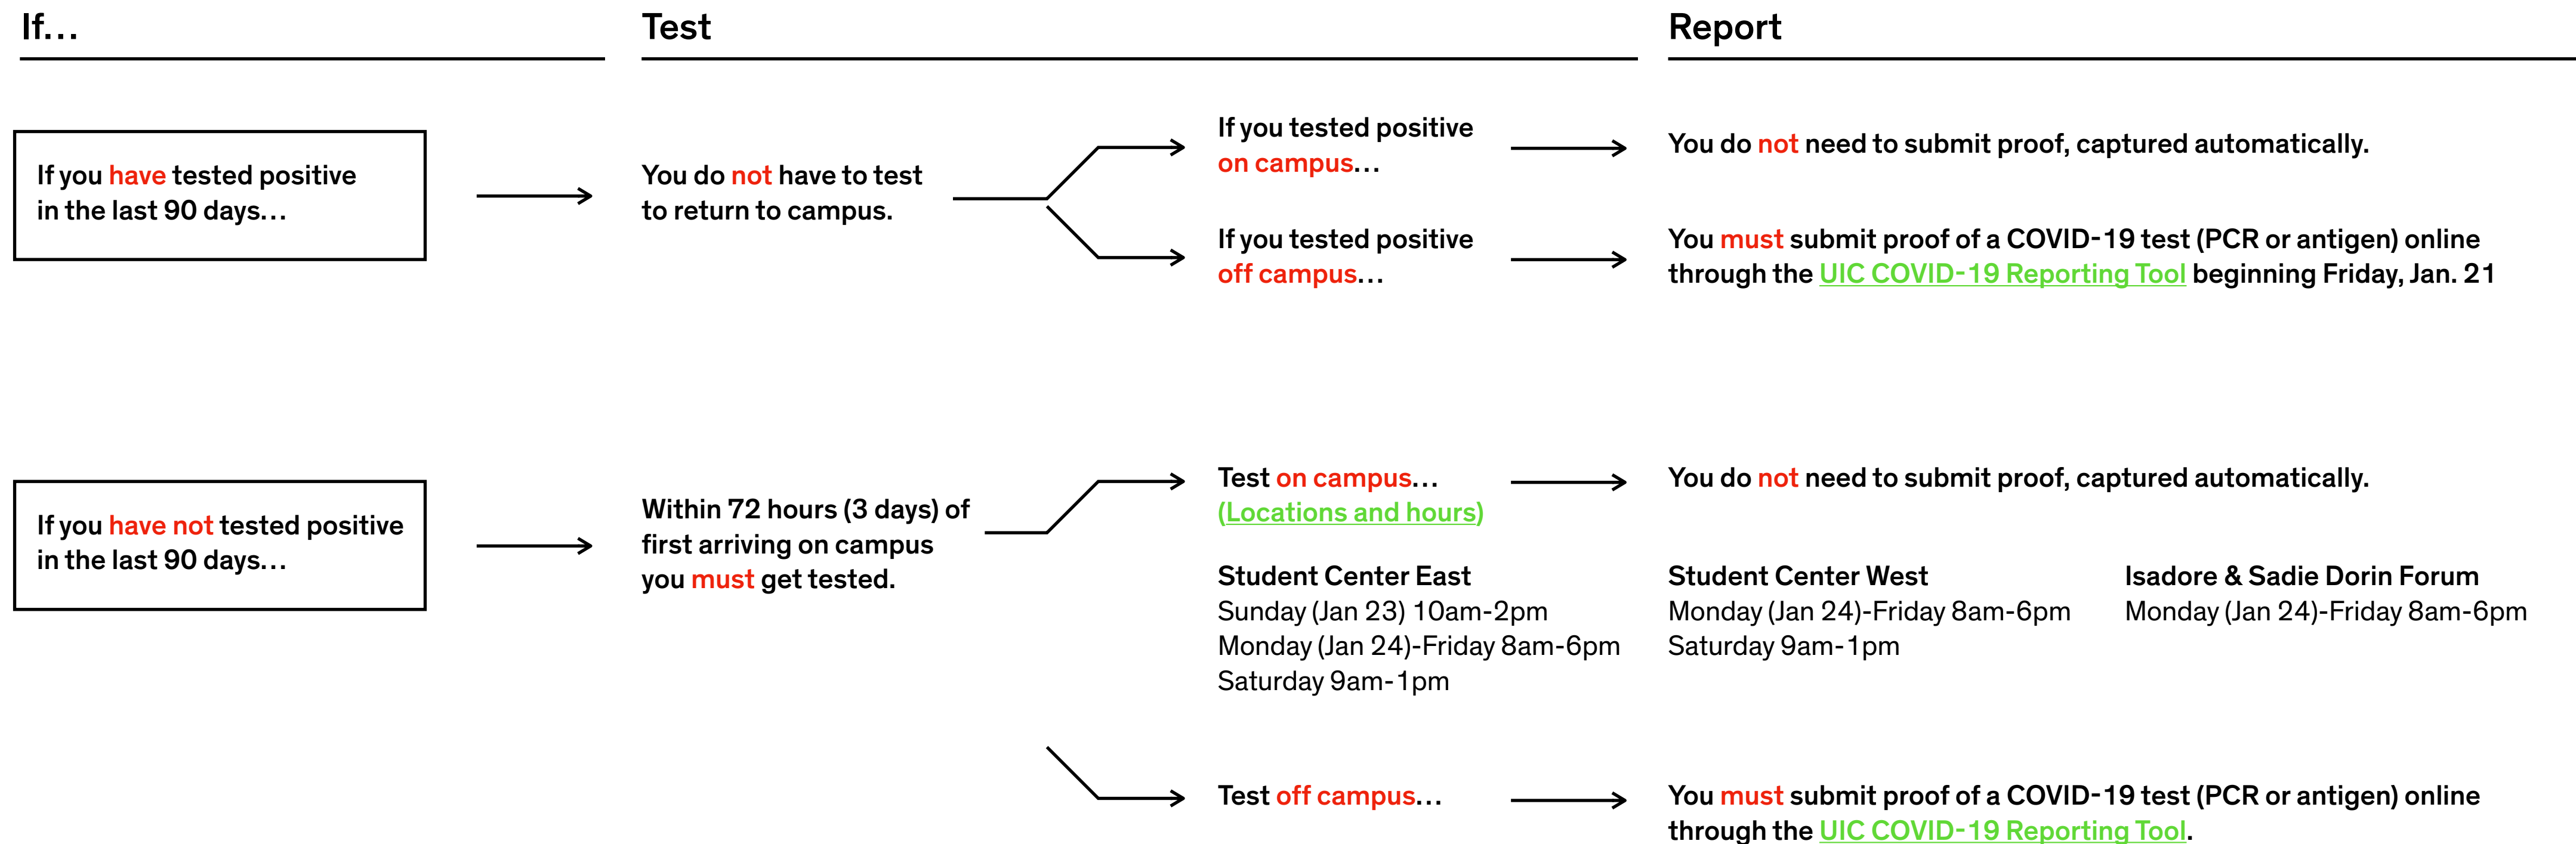 If…
Test
Report
If you have tested positive
in the last 90 days…
You do not have to test
to return to campus.
If you tested positive
on campus…
You do not need to submit proof, captured automatically.
If you tested positive
off campus…
You must submit proof of a COVID-19 test (PCR or antigen) online
through the UIC COVID-19 Reporting Tool beginning Friday, Jan. 21
If you have not tested positive
in the last 90 days…
Within 72 hours (3 days) of
first arriving on campus
you must get tested.
Test on campus…
(Locations and hours)
You do not need to submit proof, captured automatically.
Student Center East
Sunday (Jan 23) 10am-2pm
Monday (Jan 24)-Friday 8am-6pm
Saturday 9am-1pm
Student Center West
Monday (Jan 24)-Friday 8am-6pm
Saturday 9am-1pm
Isadore & Sadie Dorin Forum
Monday (Jan 24)-Friday 8am-6pm
Test off campus…
You must submit proof of a COVID-19 test (PCR or antigen) online
through the UIC COVID-19 Reporting Tool.